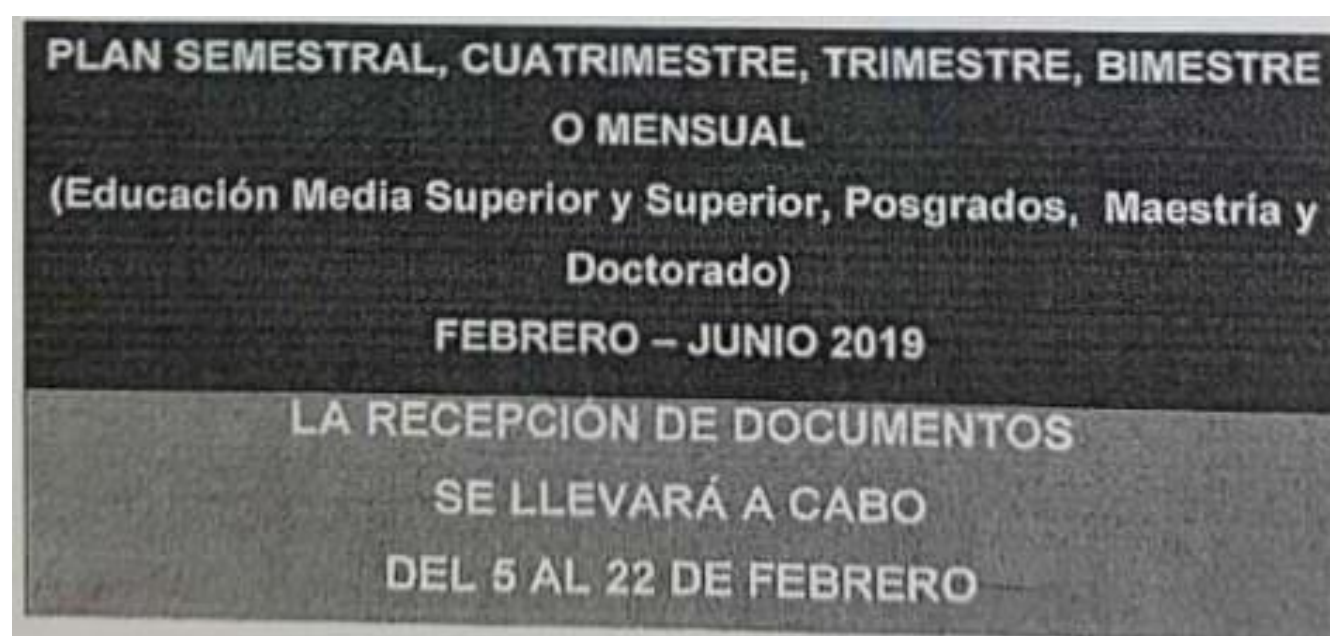 PLAN SEMESTRAL, CUATRIMESTRE, TRIMESTRE, BIMESTRE
O MENSUAL
(Educación Media Superior y Superior, Posgrados, Maestría y
Doctorado)
FEBRERO – JUNIO 2019
LA RECEPCIÓN DE DOCUMENTOS
SE LLEVARÁ A CABO
DEL 5 AL 22 DE FEBRERO